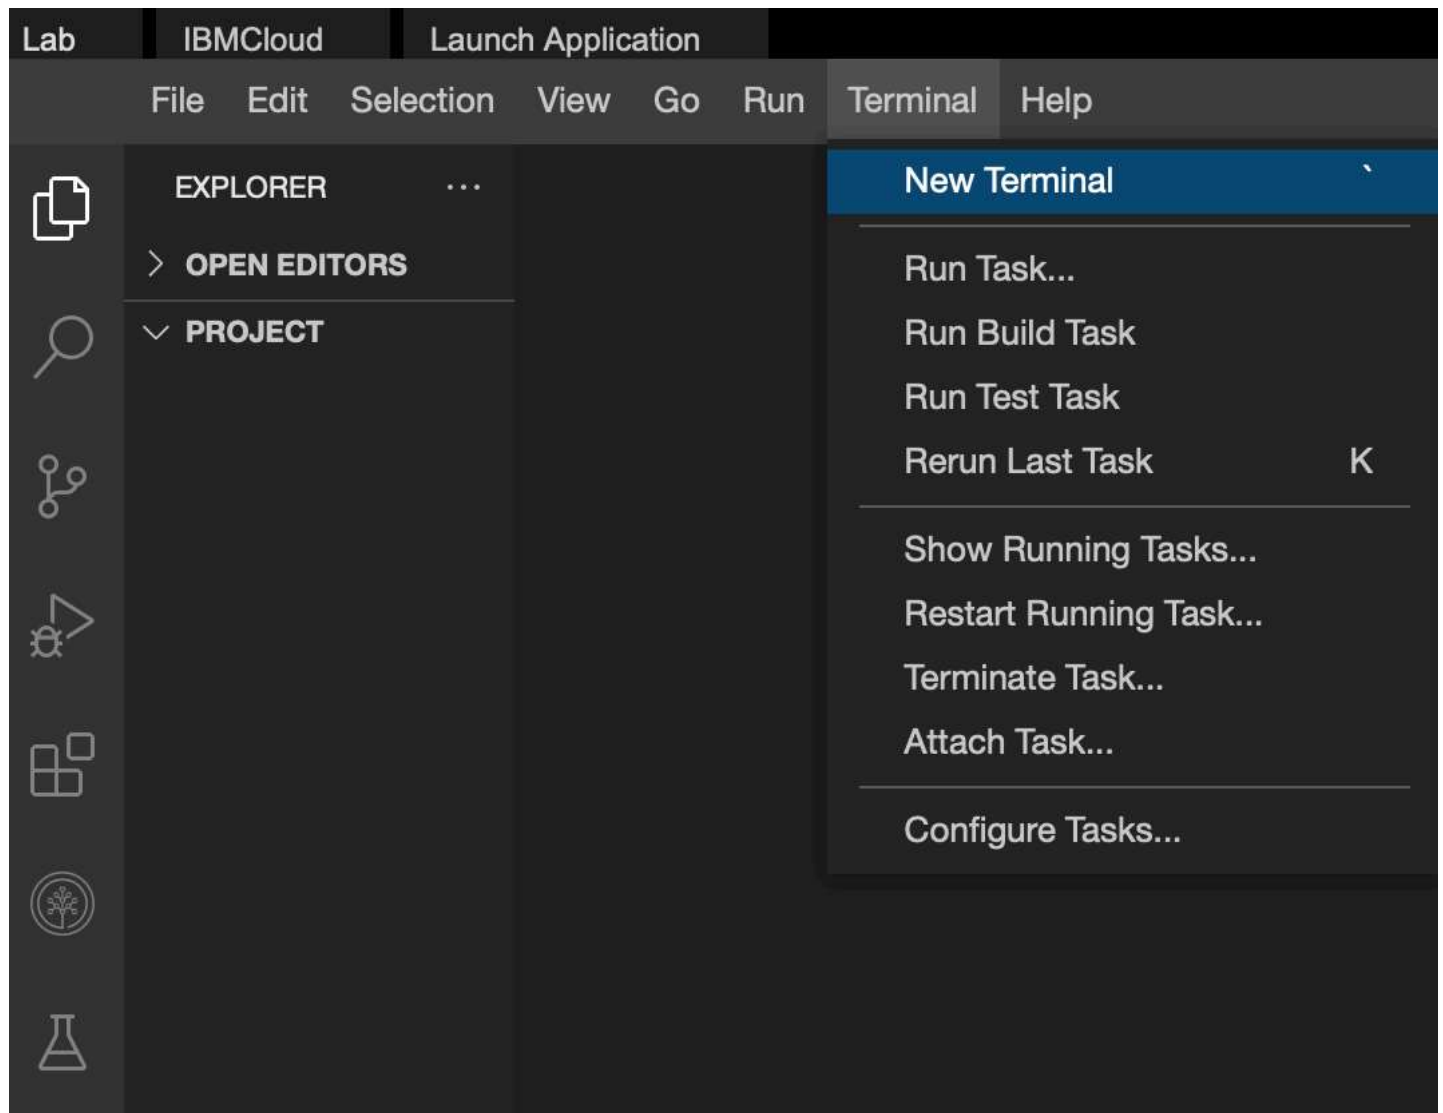 Lab IBMCloud Launch Application
File Edit Selection View Go Run Terminal Help
EXPLORER ...
OPEN EDITORS
PROJECT
New Terminal `
Run Task...
Run Build Task
Run Test Task
Rerun Last Task K
Show Running Tasks...
Restart Running Task...
Terminate Task...
Attach Task...
Configure Tasks...